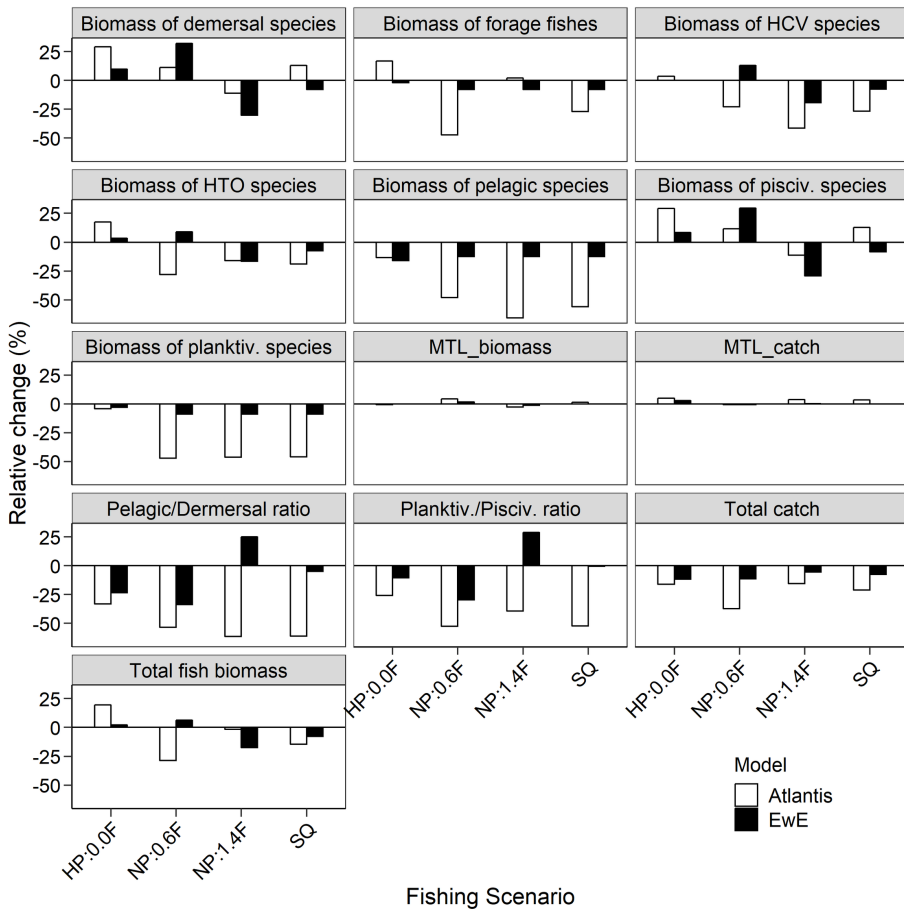 Biomass of demersal species
Biomass of forage fishes
Biomass of HCV species
25
0
-25
-50
Biomass of HTO species
Biomass of pelagic species
Biomass of pisciv. species
25
0
-25
-50
Biomass of planktiv. species
MTL_biomass
MTL_catch
25
0
-25
-50
Pelagic/Dermersal ratio
Planktiv./Pisciv. ratio
Total catch
25
0
-25
-50
HP:0.0F
NP:0.6F
NP:1.4F
SQ
HP:0.0F
NP:0.6F
NP:1.4F
SQ
Total fish biomass
25
0
-25
-50
HP:0.0F
NP:0.6F
NP:1.4F
SQ
Relative change (%)
Fishing Scenario
Model
Atlantis
EwE